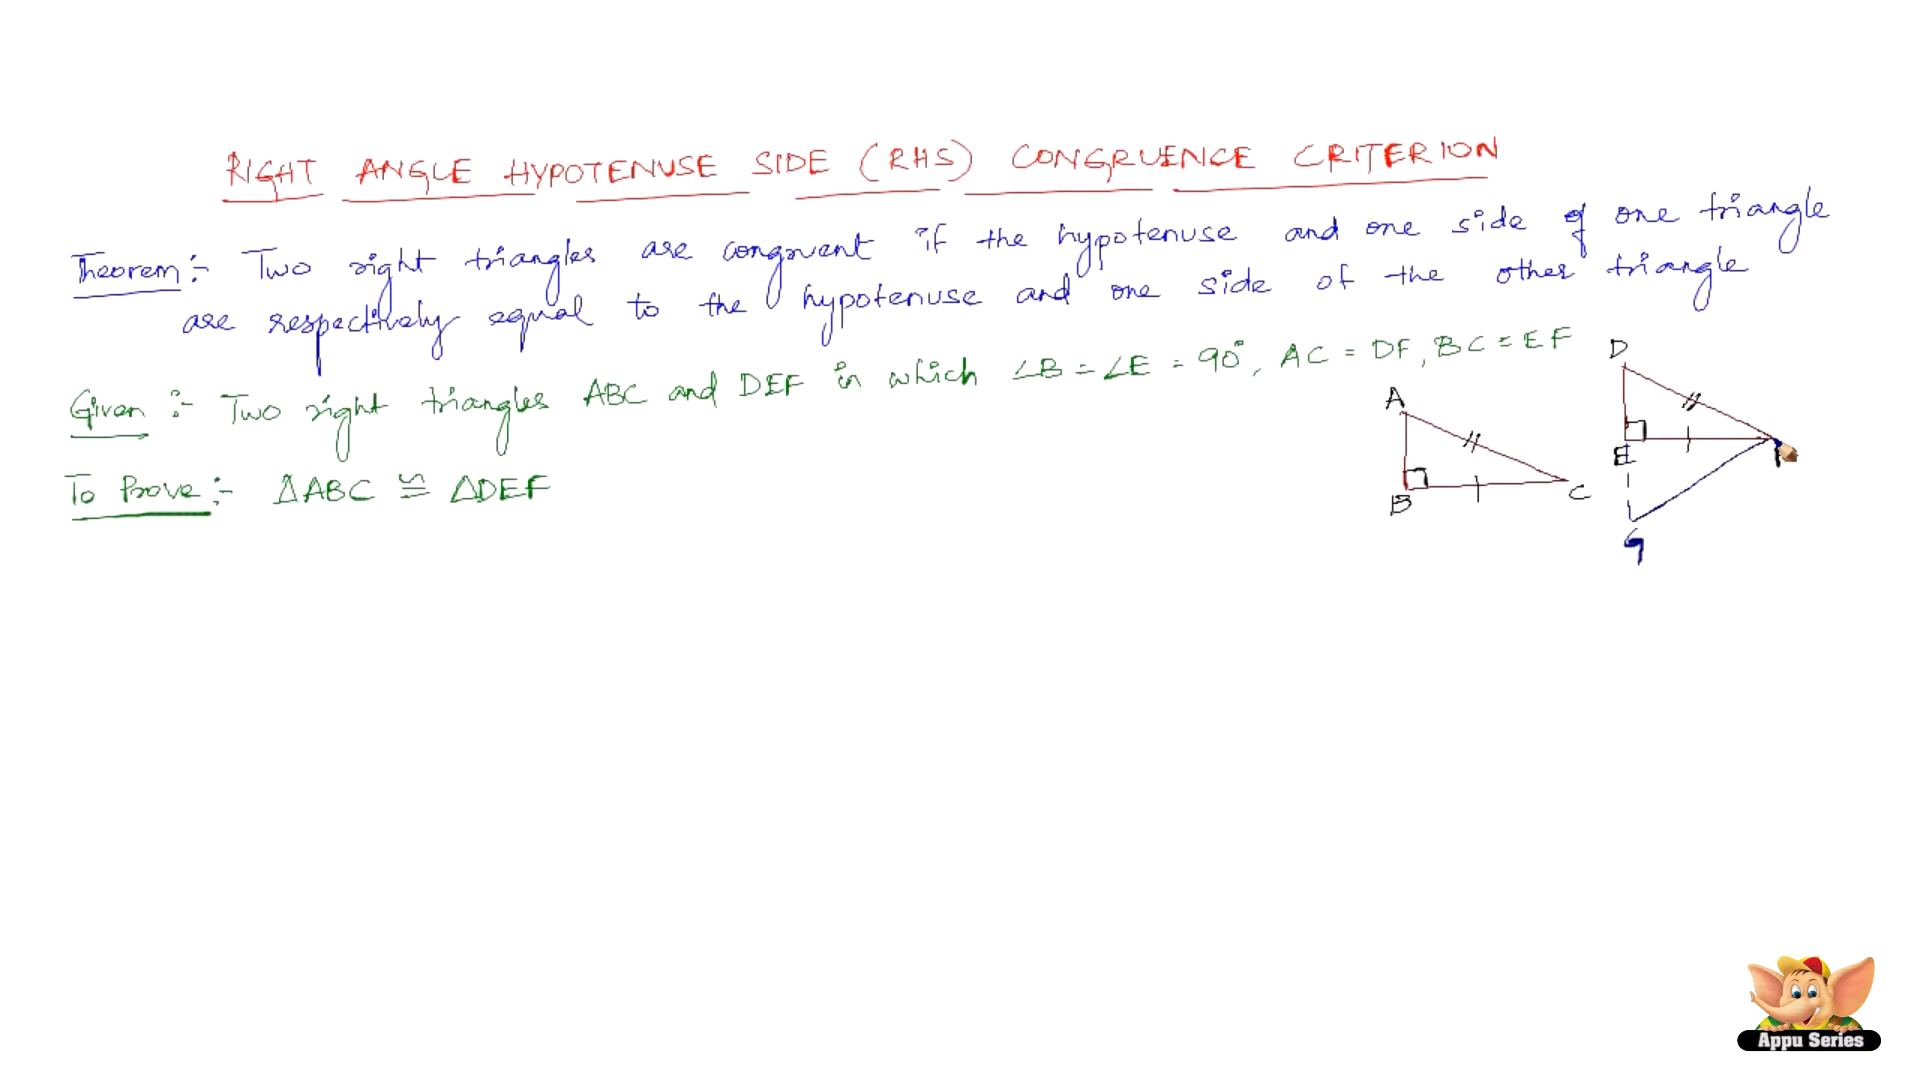 RIGHT ANGLE HYPOTENUSE SIDE (RHS) CONGRUENCE CRITERION
Theorem :- Two right triangles are congruent if the hypotenuse and one side of one triangle
are respectively equal to the hypotenuse and one side of the other triangle
Given :- Two right triangles ABC and DEF in which ∠B = ∠E = 90°, AC = DF, BC = EF
To Prove :- ΔABC ≅ ΔDEF
A
B
C
D
E
G
Appu Series